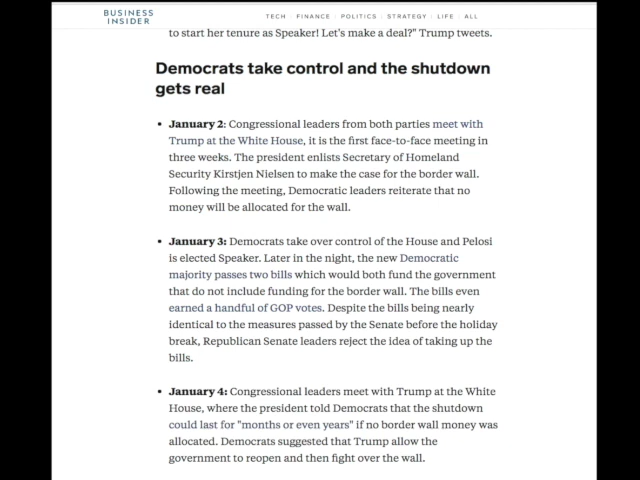 BUSINESS
INSIDER
TECH FINANCE POLITICS STRATEGY LIFE ALL
to start her tenure as Speaker! Let's make a deal?" Trump tweets.
Democrats take control and the shutdown
gets real
• January 2: Congressional leaders from both parties meet with
Trump at the White House, it is the first face-to-face meeting in
three weeks. The president enlists Secretary of Homeland
Security Kirstjen Nielsen to make the case for the border wall.
Following the meeting, Democratic leaders reiterate that no
money will be allocated for the wall.
• January 3: Democrats take over control of the House and Pelosi
is elected Speaker. Later in the night, the new Democratic
majority passes two bills which would both fund the government
that do not include funding for the border wall. The bills even
earned a handful of GOP votes. Despite the bills being nearly
identical to the measures passed by the Senate before the holiday
break, Republican Senate leaders reject the idea of taking up the
bills.
• January 4: Congressional leaders meet with Trump at the White
House, where the president told Democrats that the shutdown
could last for "months or even years" if no border wall money was
allocated. Democrats suggested that Trump allow the
government to reopen and then fight over the wall.